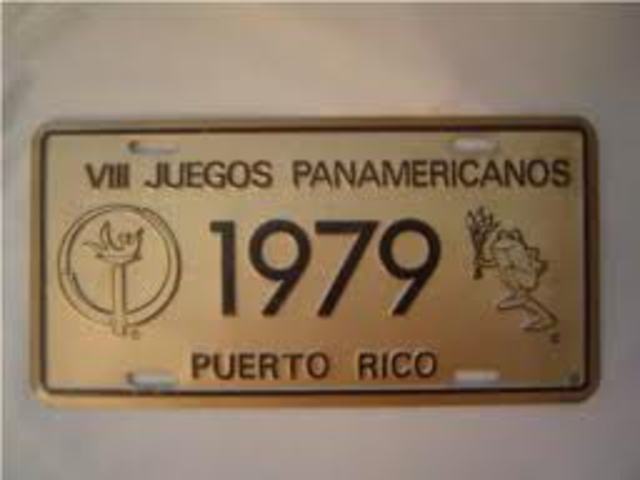 VIII JUEGOS PANAMERICANOS
1979
PUERTO RICO